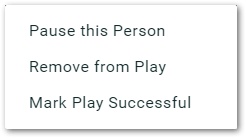 Pause this Person
Remove from Play
Mark Play Successful